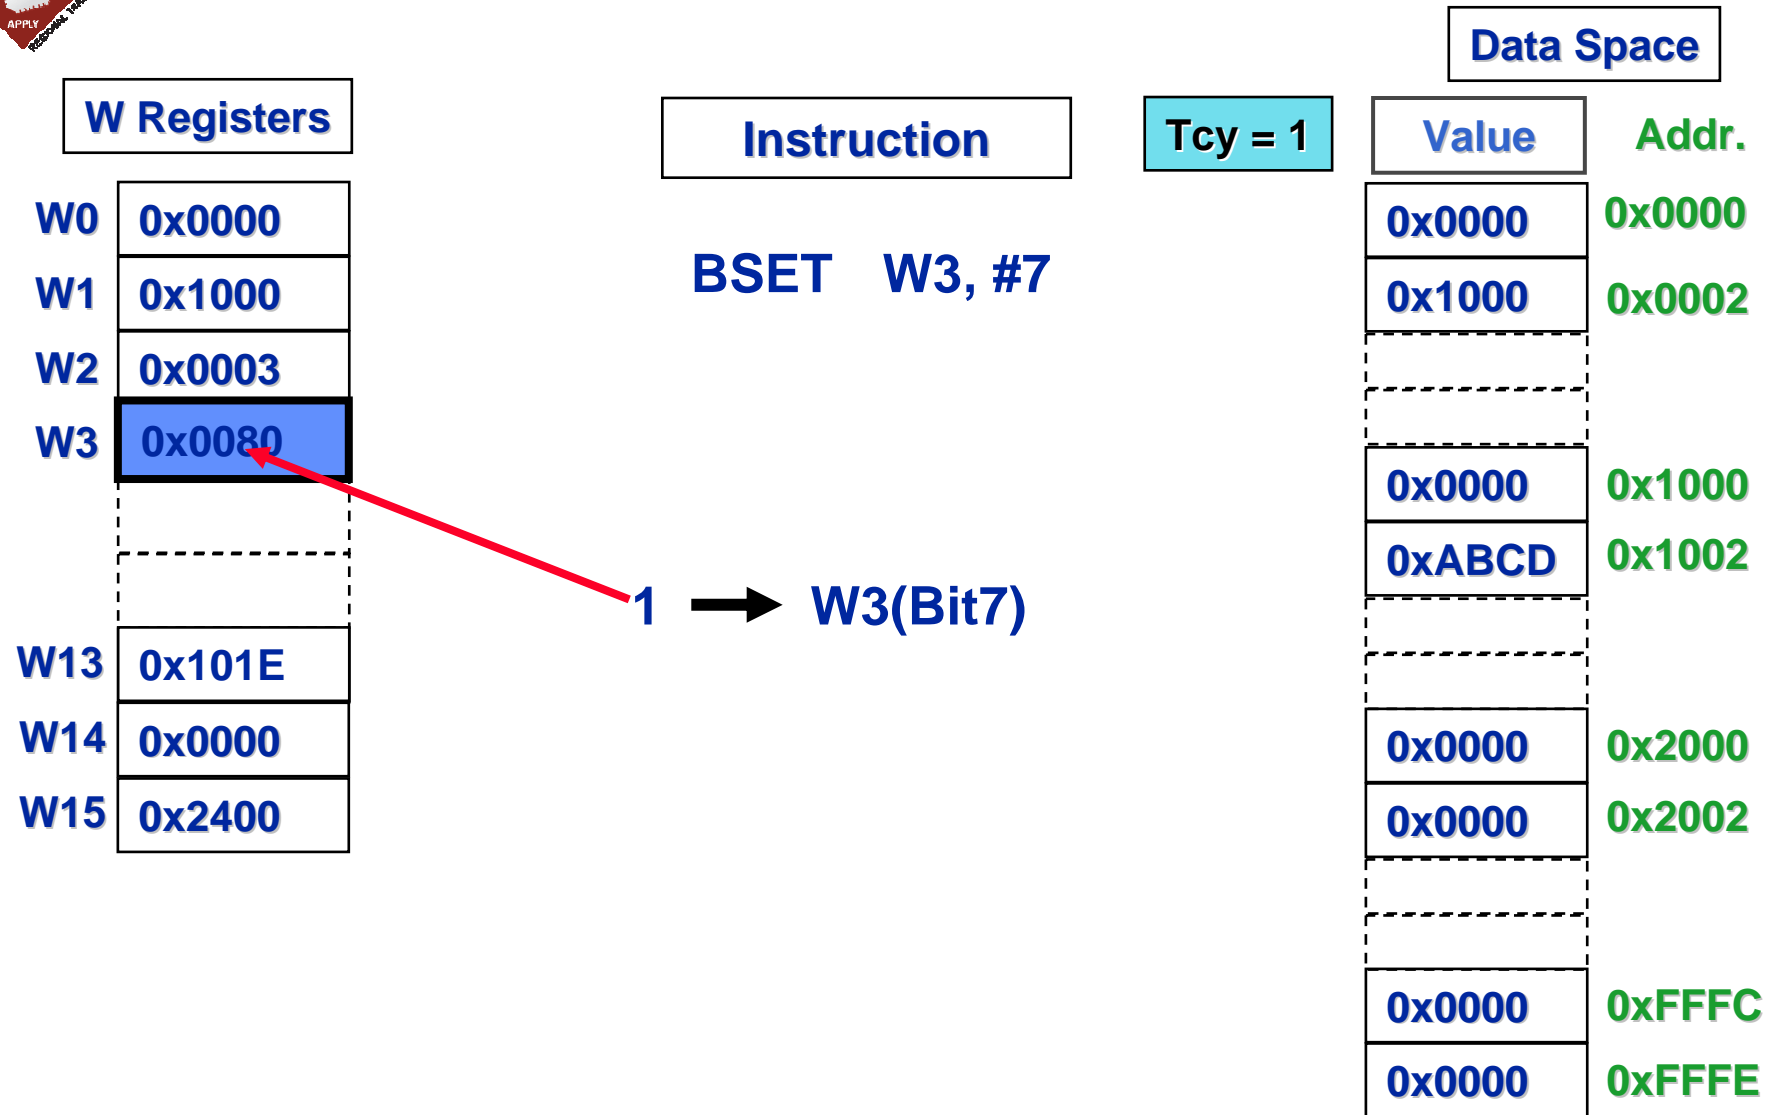 APPLY
Data Space
W Registers
Instruction
Tcy = 1
Value
Addr.
W0 0x0000
W1 0x1000
W2 0x0003
W3 0x0080
W13 0x101E
W14 0x0000
W15 0x2400
BSET W3, #7
1 W3(Bit7)
0x0000 0x0000
0x1000 0x0002
0x0000 0x1000
0xABCD 0x1002
0x0000 0x2000
0x0000 0x2002
0x0000 0xFFFC
0x0000 0xFFFE